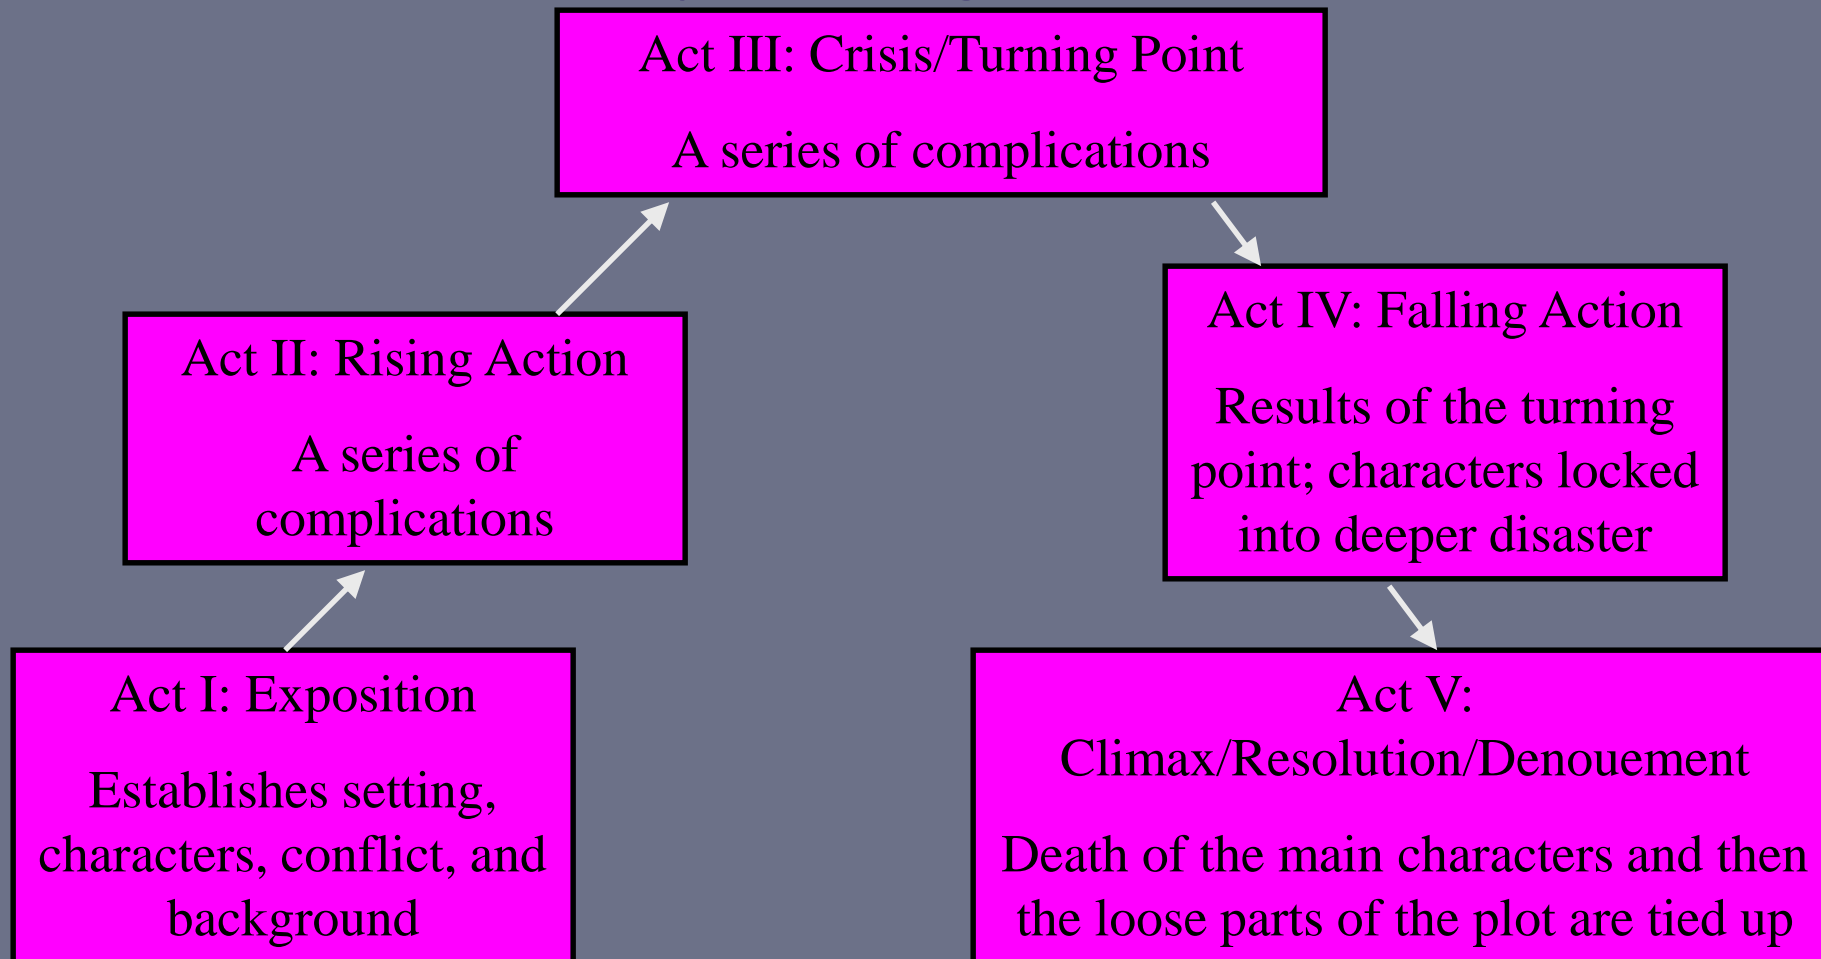 Act III: Crisis/Turning Point
A series of complications
Act II: Rising Action
A series of
complications
Act I: Exposition
Establishes setting,
characters, conflict, and
background
Act IV: Falling Action
Results of the turning
point; characters locked
into deeper disaster
Act V:
Climax/Resolution/Denouement
Death of the main characters and then
the loose parts of the plot are tied up